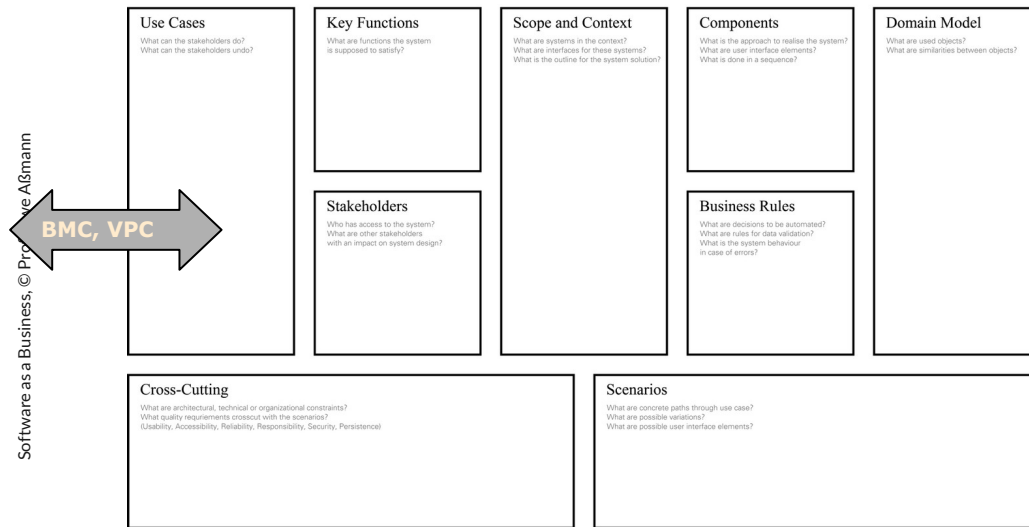 Use Cases
What can the stakeholders do?
What can the stakeholders undo?
Key Functions
What are functions the system
is supposed to satisfy?
Stakeholders
Who has access to the system?
What are other stakeholders
with an impact on system design?
Scope and Context
What are systems in the context?
What are interfaces for these systems?
What is the outline for the system solution?
Components
What is the approach to realise the system?
What are user interface elements?
What is done in a sequence?
Business Rules
What are decisions to be automated?
What are rules for data validation?
What is the system behaviour
in case of errors?
Domain Model
What are used objects?
What are similarities between objects?
Cross-Cutting
What are architectural, technical or organizational constraints?
What quality requriements crosscut with the scenarios?
(Usability, Accessibility, Reliability, Responsibility, Security, Persistence)
Scenarios
What are concrete paths through use case?
What are possible variations?
What are possible user interface elements?
BMC, VPC
Software as a Business, © Aßmann